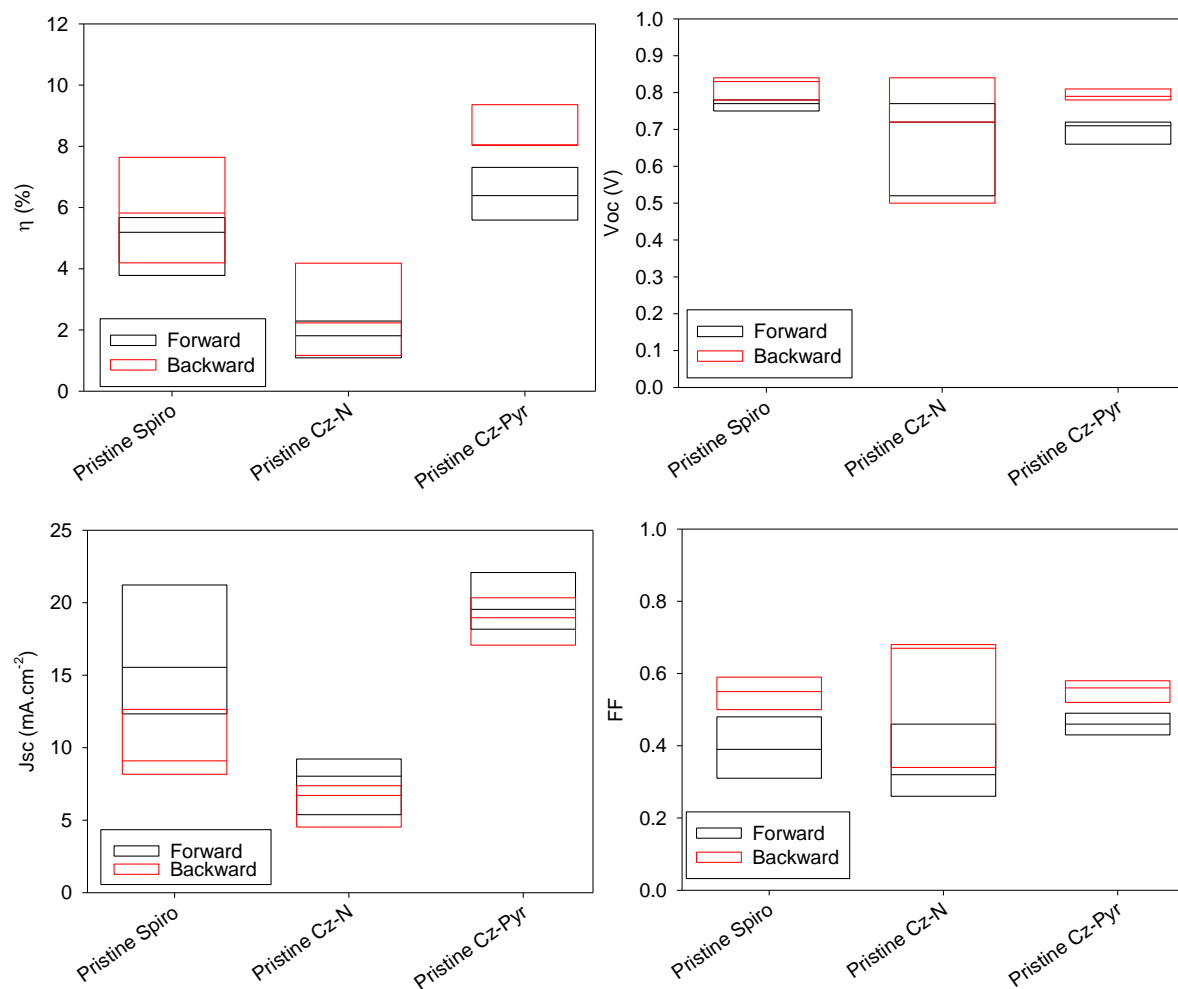 η (%)
12
10
8
6
4
2
0
Forward
Backward
Pristine Spiro
Pristine Cz-N
Pristine Cz-Pyr
Voc (V)
1.0
0.9
0.8
0.7
0.6
0.5
0.4
0.3
0.2
0.1
0.0
Forward
Backward
Pristine Spiro
Pristine Cz-N
Pristine Cz-Pyr
Jsc (mA.cm⁻²)
25
20
15
10
5
0
Forward
Backward
Pristine Spiro
Pristine Cz-N
Pristine Cz-Pyr
FF
1.0
0.8
0.6
0.4
0.2
0.0
Forward
Backward
Pristine Spiro
Pristine Cz-N
Pristine Cz-Pyr